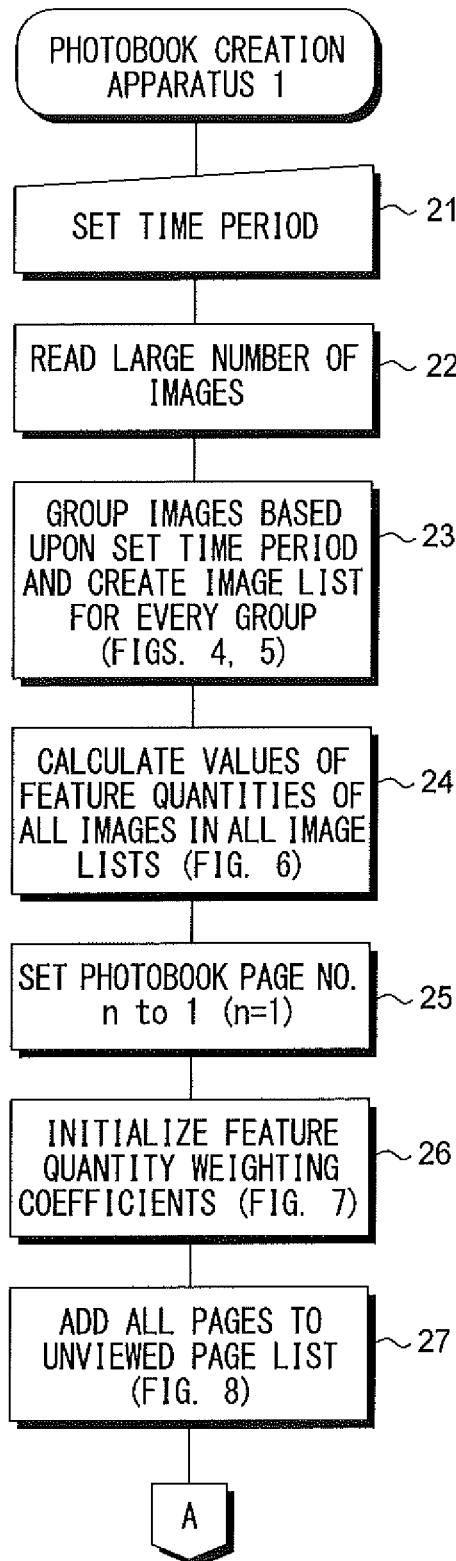 PHOTOBOOK CREATION
APPARATUS 1
SET TIME PERIOD
21
READ LARGE NUMBER OF
IMAGES
22
GROUP IMAGES BASED
UPON SET TIME PERIOD
AND CREATE IMAGE LIST
FOR EVERY GROUP
(FIGS. 4, 5)
23
CALCULATE VALUES OF
FEATURE QUANTITIES OF
ALL IMAGES IN ALL IMAGE
LISTS (FIG. 6)
24
SET PHOTOBOOK PAGE NO.
n to 1 (n=1)
25
INITIALIZE FEATURE
QUANTITY WEIGHTING
COEFFICIENTS (FIG. 7)
26
ADD ALL PAGES TO
UNVIEWED PAGE LIST
(FIG. 8)
27
A